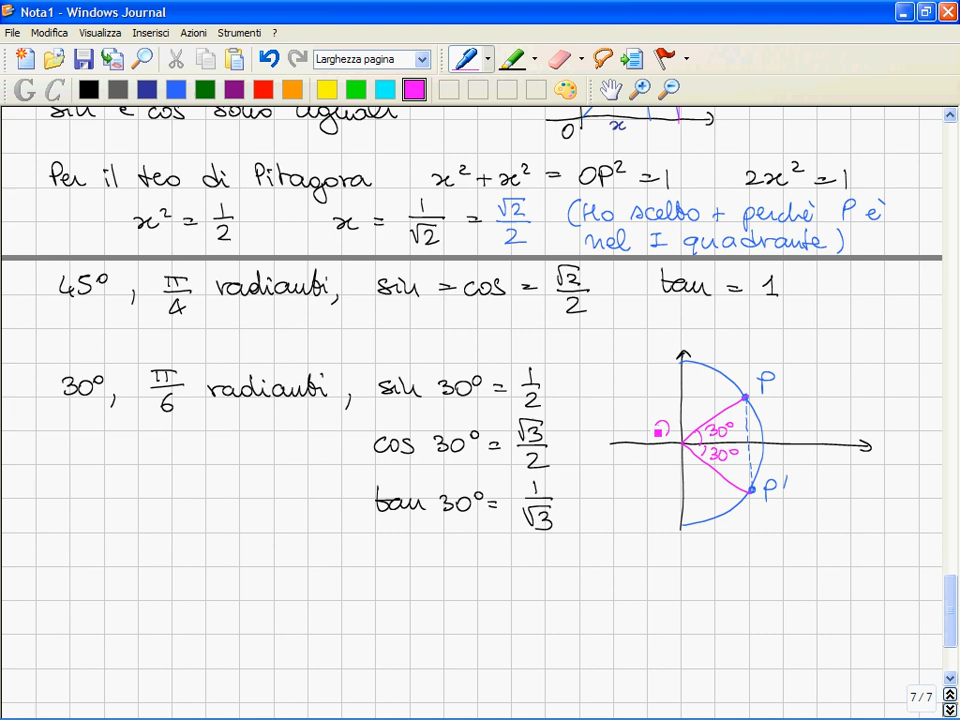 Nota1 - Windows Journal
File Modifica Visualizza Inserisci Azioni Strumenti ?
Larghezza pagina
sin e cos sono uguali
O x
Per il teo di Pitagora x² + x² = OP² = 1 2x² = 1
x² = 1/2 x = 1/√2 = √2/2 (Ho scelto + perchè P è
nel I quadrante)
45°, π/4 radianti, sin = cos = √2/2 tan = 1
30°, π/6 radianti, sin 30° = 1/2
cos 30° = √3/2
tan 30° = 1/√3
P
30°
30°
P'
7 / 7